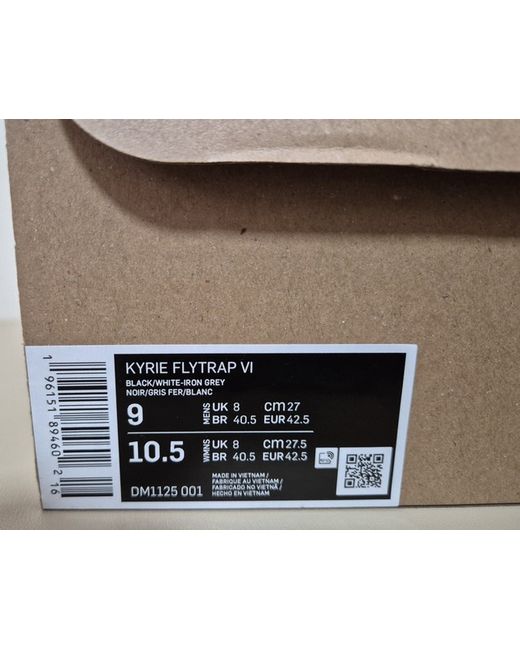 KYRIE FLYTRAP VI
BLACK/WHITE-IRON GREY
NOIR/GRIS FER/BLANC
9 MENS UK 8 cm 27
BR 40.5 EUR 42.5
10.5 WMNS UK 8 cm 27.5
BR 40.5 EUR 42.5
DM1125 001
MADE IN VIETNAM /
FABRIQUE AU VIETNAM /
FABRICADO NO VIETNÃ /
HECHO EN VIETNAM
1 96151 89460 2 16